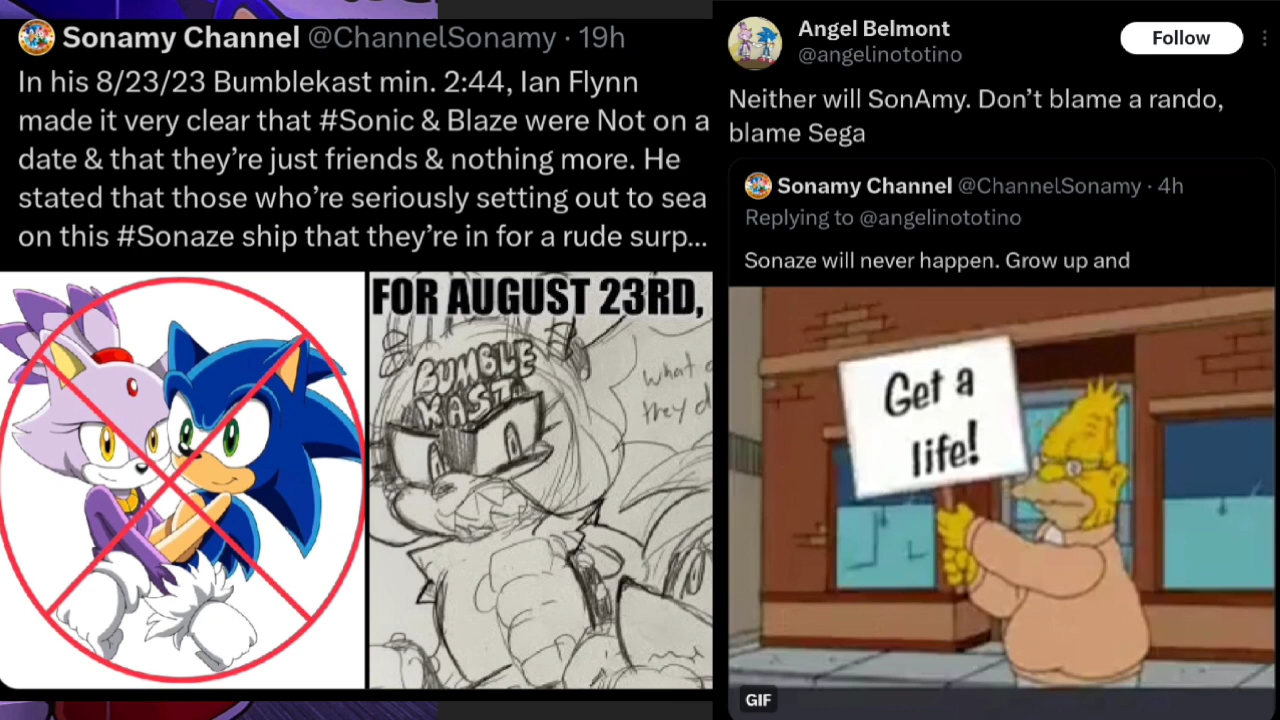 Sonamy Channel @ChannelSonamy · 19h
In his 8/23/23 Bumblekast min. 2:44, Ian Flynn
made it very clear that #Sonic & Blaze were Not on a
date & that they’re just friends & nothing more. He
stated that those who’re seriously setting out to sea
on this #Sonaze ship that they’re in for a rude surp...
FOR AUGUST 23RD,
BUMBLE
KAST
what
they d
Angel Belmont
@angelinototino
Follow
Neither will SonAmy. Don’t blame a rando,
blame Sega
Sonamy Channel @ChannelSonamy · 4h
Replying to @angelinototino
Sonaze will never happen. Grow up and
Get a
life!
GIF